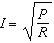 I = √(P/R)